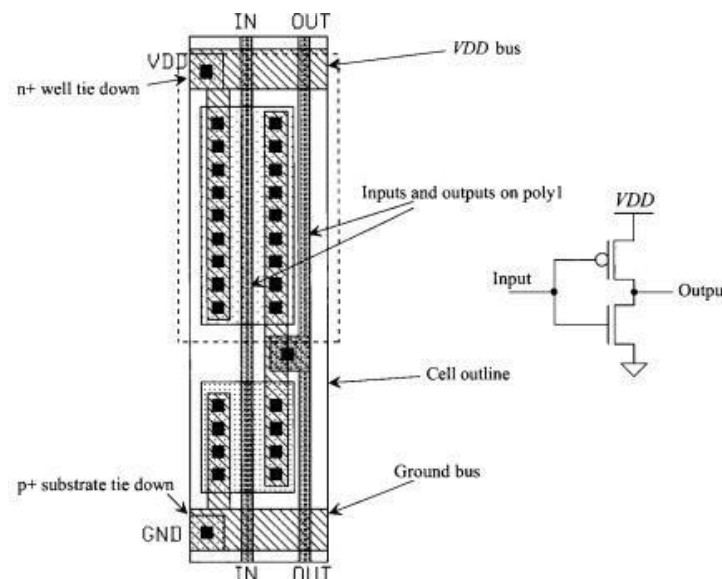 IN OUT
VDD
VDD bus
n+ well tie down
Inputs and outputs on poly1
VDD
Input
Output
Cell outline
p+ substrate tie down
Ground bus
GND
IN OUT